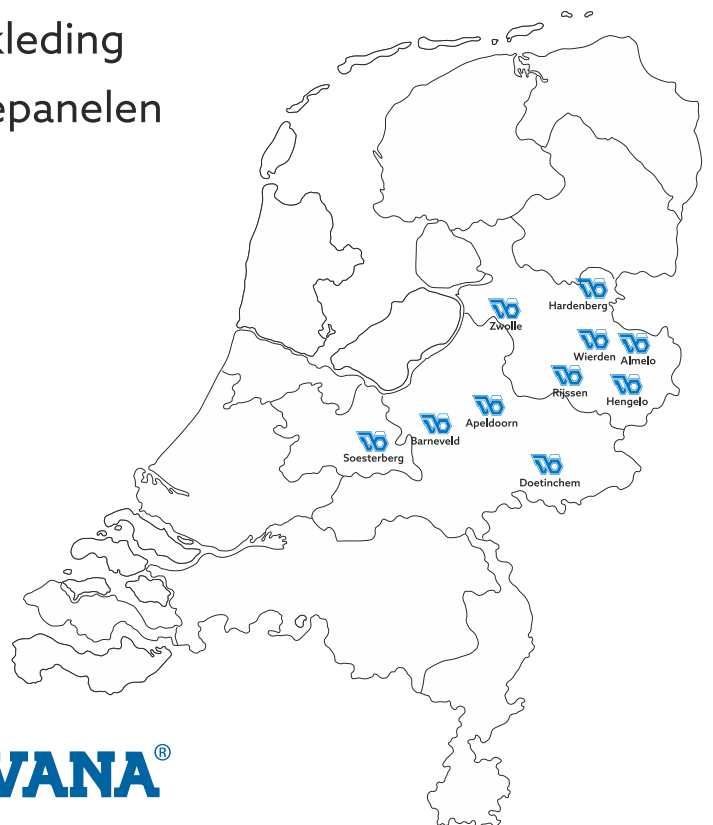 kleding
epanelen
Hardenberg
Zwolle
Wierden
Almelo
Rijssen
Hengelo
Apeldoorn
Barneveld
Soesterberg
Doetinchem
VANA®